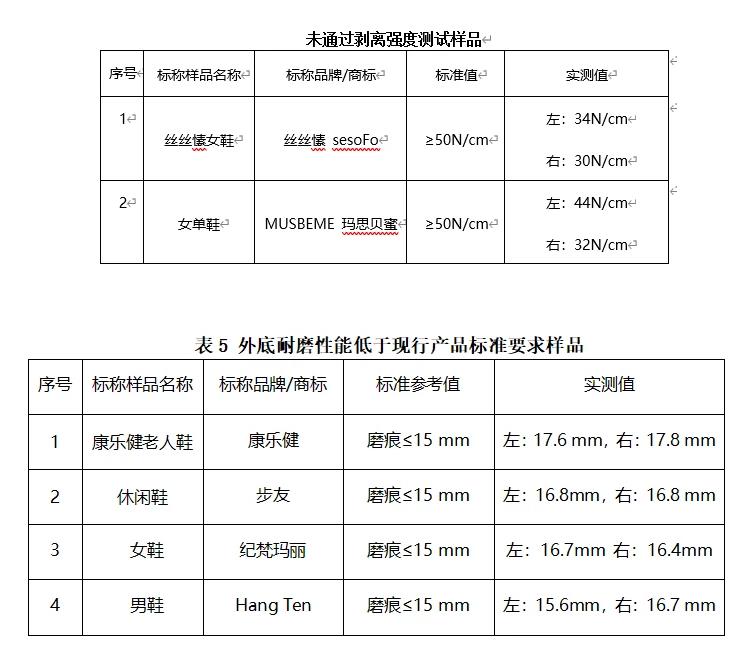 未通过剥离强度测试样品
序号 标称样品名称 标称品牌/商标 标准值 实测值
1 丝丝愫女鞋 丝丝愫 sesoFo ≥50N/cm 左：34N/cm
右：30N/cm
2 女单鞋 MUSBEME 玛思贝蜜 ≥50N/cm 左：44N/cm
右：32N/cm
表 5 外底耐磨性能低于现行产品标准要求样品
序号 标称样品名称 标称品牌/商标 标准参考值 实测值
1 康乐健老人鞋 康乐健 磨痕≤15 mm 左：17.6 mm，右：17.8 mm
2 休闲鞋 步友 磨痕≤15 mm 左：16.8mm，右：16.8 mm
3 女鞋 纪梵玛丽 磨痕≤15 mm 左：16.7mm 右：16.4mm
4 男鞋 Hang Ten 磨痕≤15 mm 左：15.6mm，右：16.7 mm